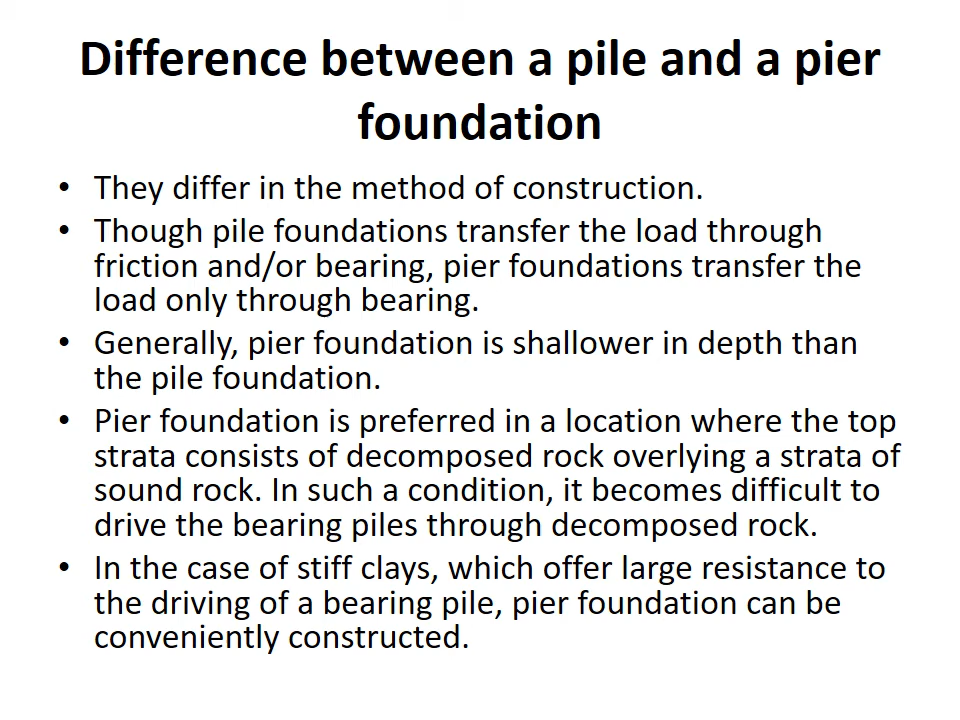 Difference between a pile and a pier
foundation
• They differ in the method of construction.
• Though pile foundations transfer the load through
friction and/or bearing, pier foundations transfer the
load only through bearing.
• Generally, pier foundation is shallower in depth than
the pile foundation.
• Pier foundation is preferred in a location where the top
strata consists of decomposed rock overlying a strata of
sound rock. In such a condition, it becomes difficult to
drive the bearing piles through decomposed rock.
• In the case of stiff clays, which offer large resistance to
the driving of a bearing pile, pier foundation can be
conveniently constructed.